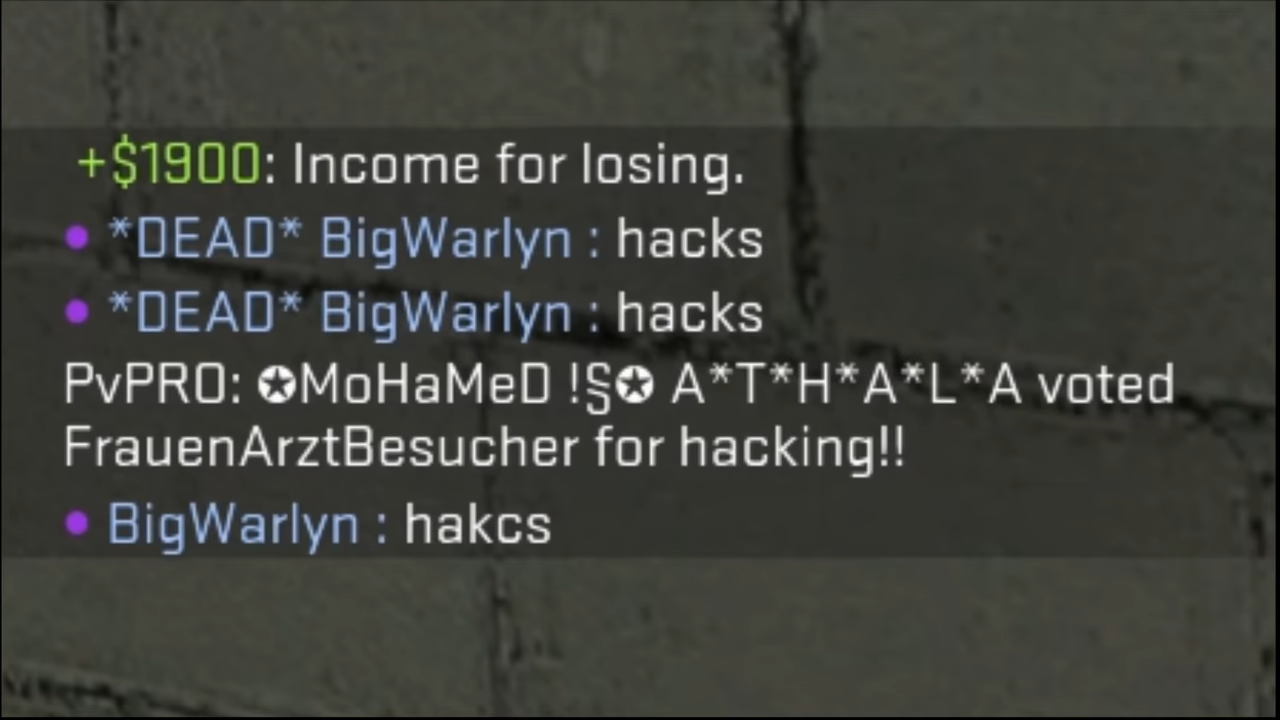 +$1900: Income for losing.
*DEAD* BigWarlyn : hacks
*DEAD* BigWarlyn : hacks
PvPRO: ✪MoHaMeD !§✪ A*T*H*A*L*A voted
FrauenArztBesucher for hacking!!
BigWarlyn : hakcs